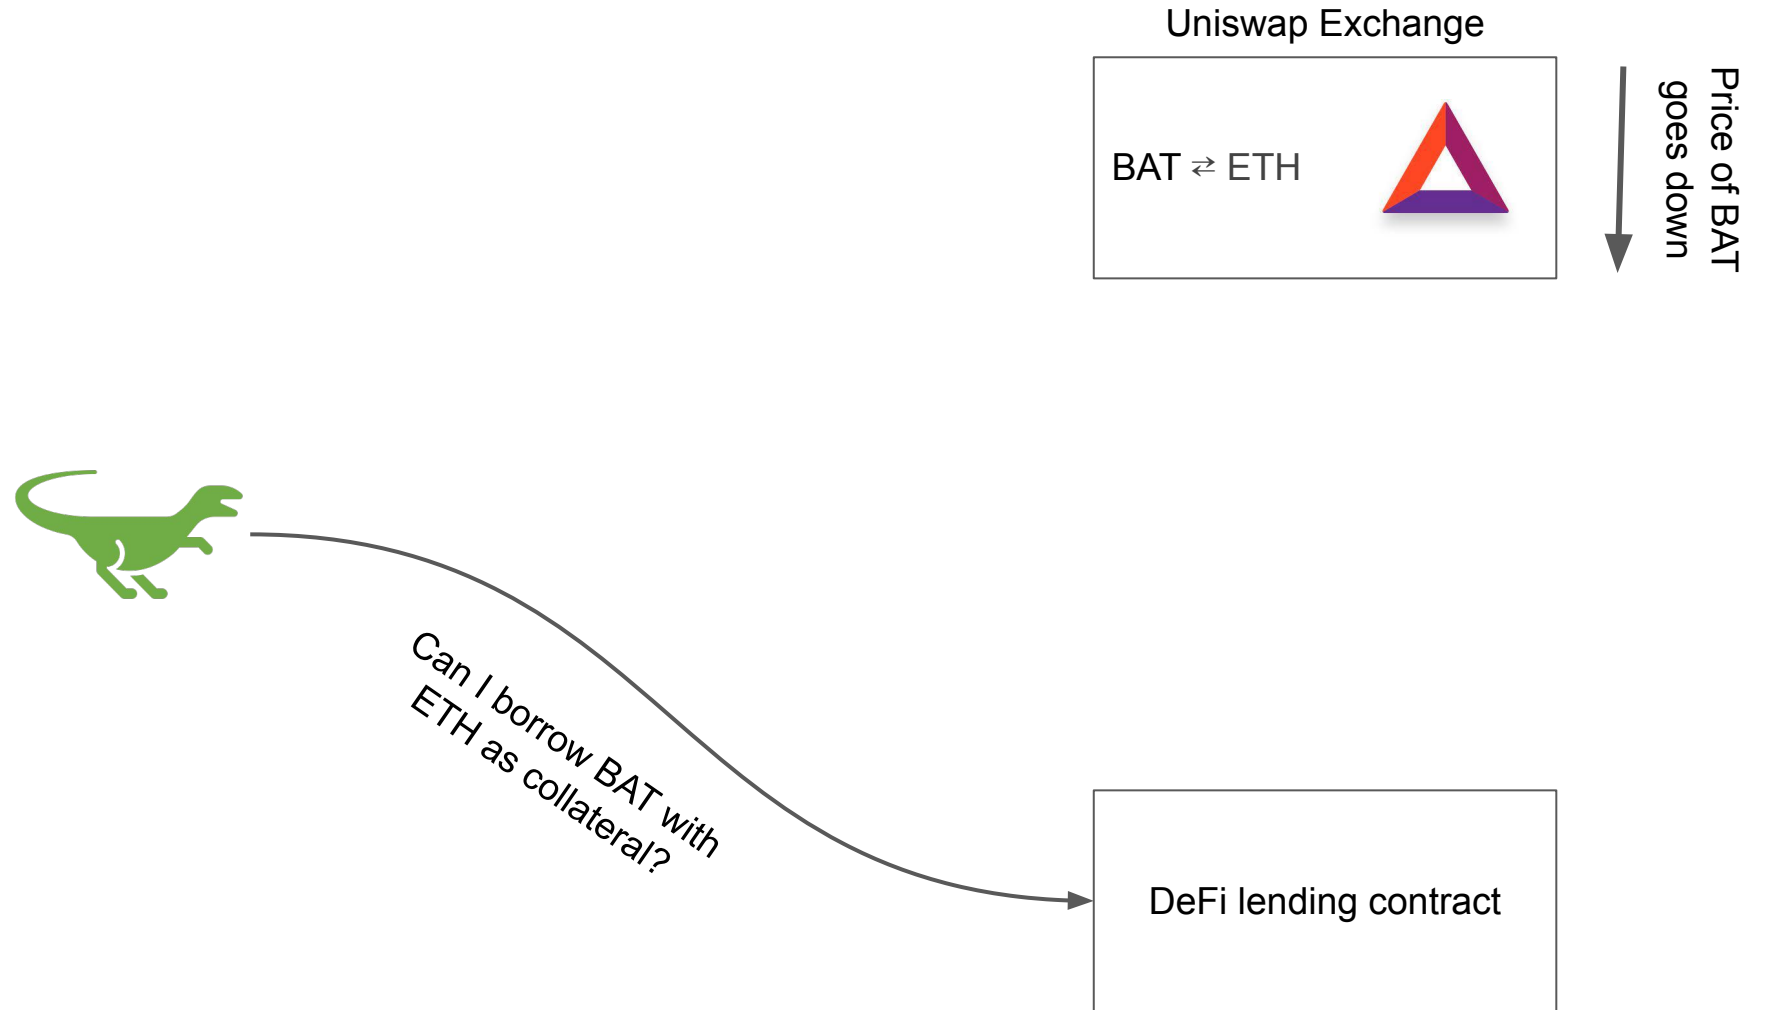 Uniswap Exchange
BAT ⇄ ETH
Price of BAT
goes down
Can I borrow BAT with
ETH as collateral?
DeFi lending contract